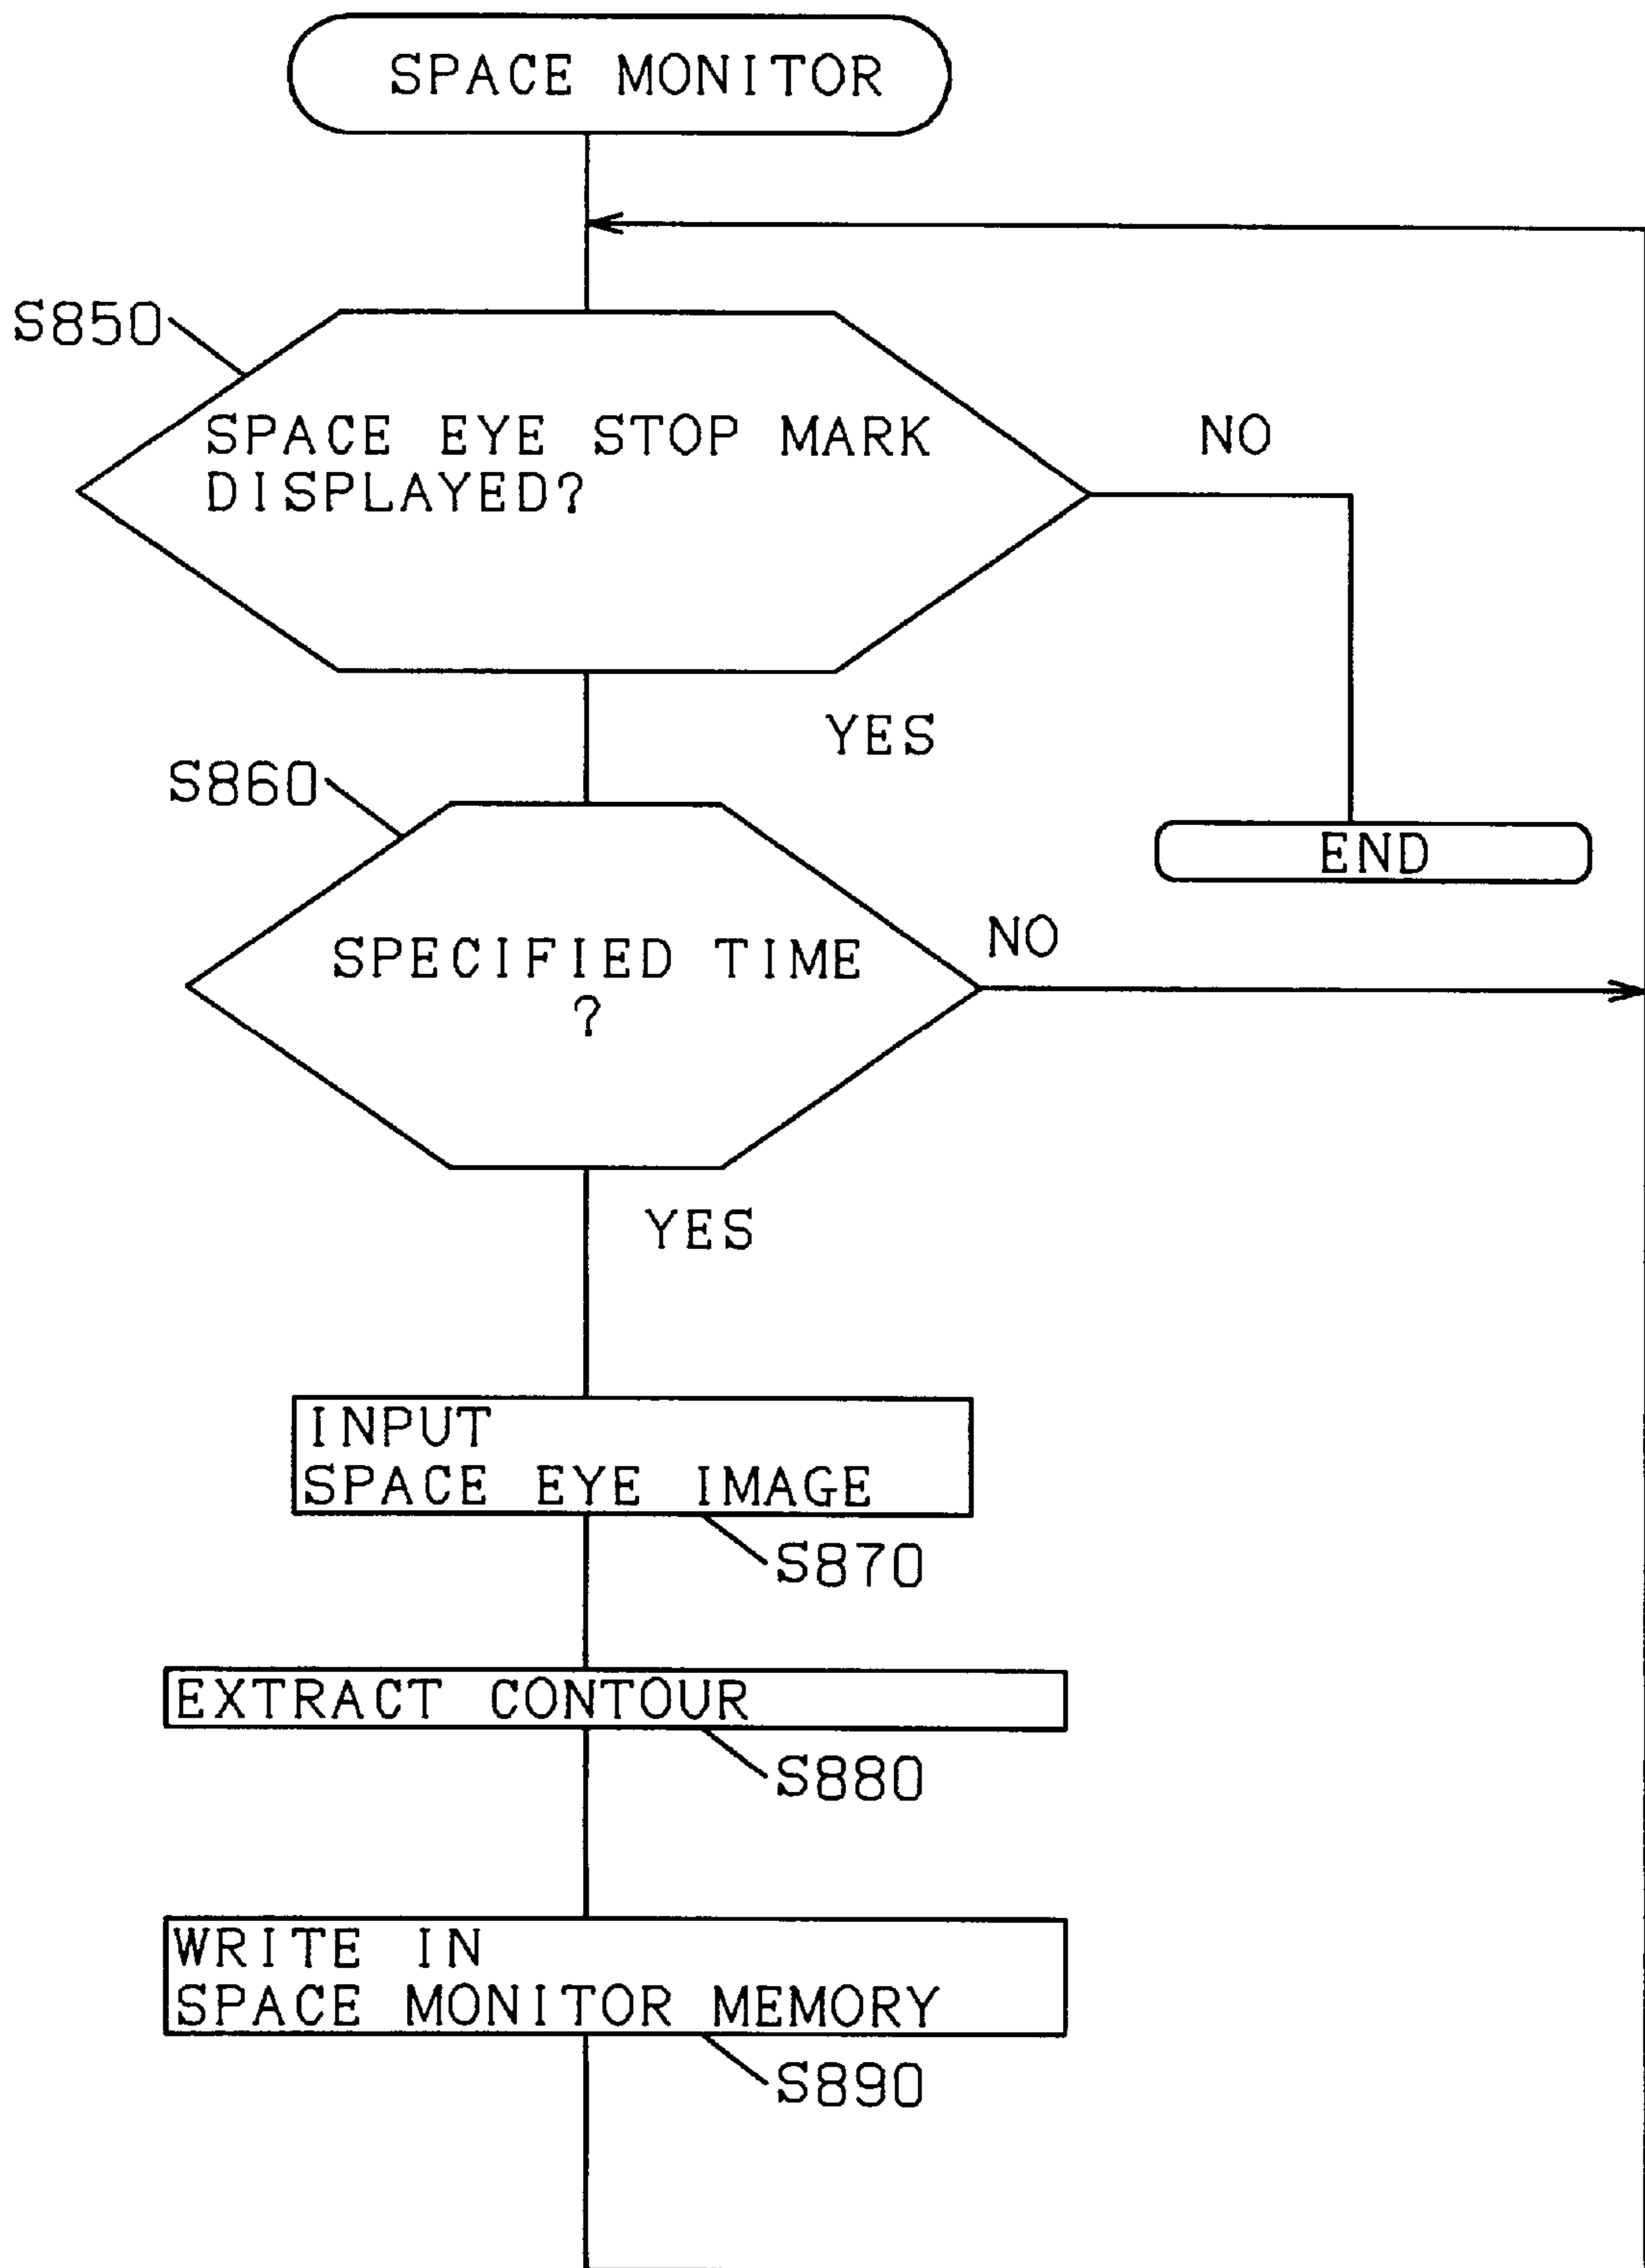 SPACE MONITOR
S850
SPACE EYE STOP MARK
DISPLAYED?
NO
YES
S860
END
SPECIFIED TIME
?
NO
YES
INPUT
SPACE EYE IMAGE
S870
EXTRACT CONTOUR
S880
WRITE IN
SPACE MONITOR MEMORY
S890